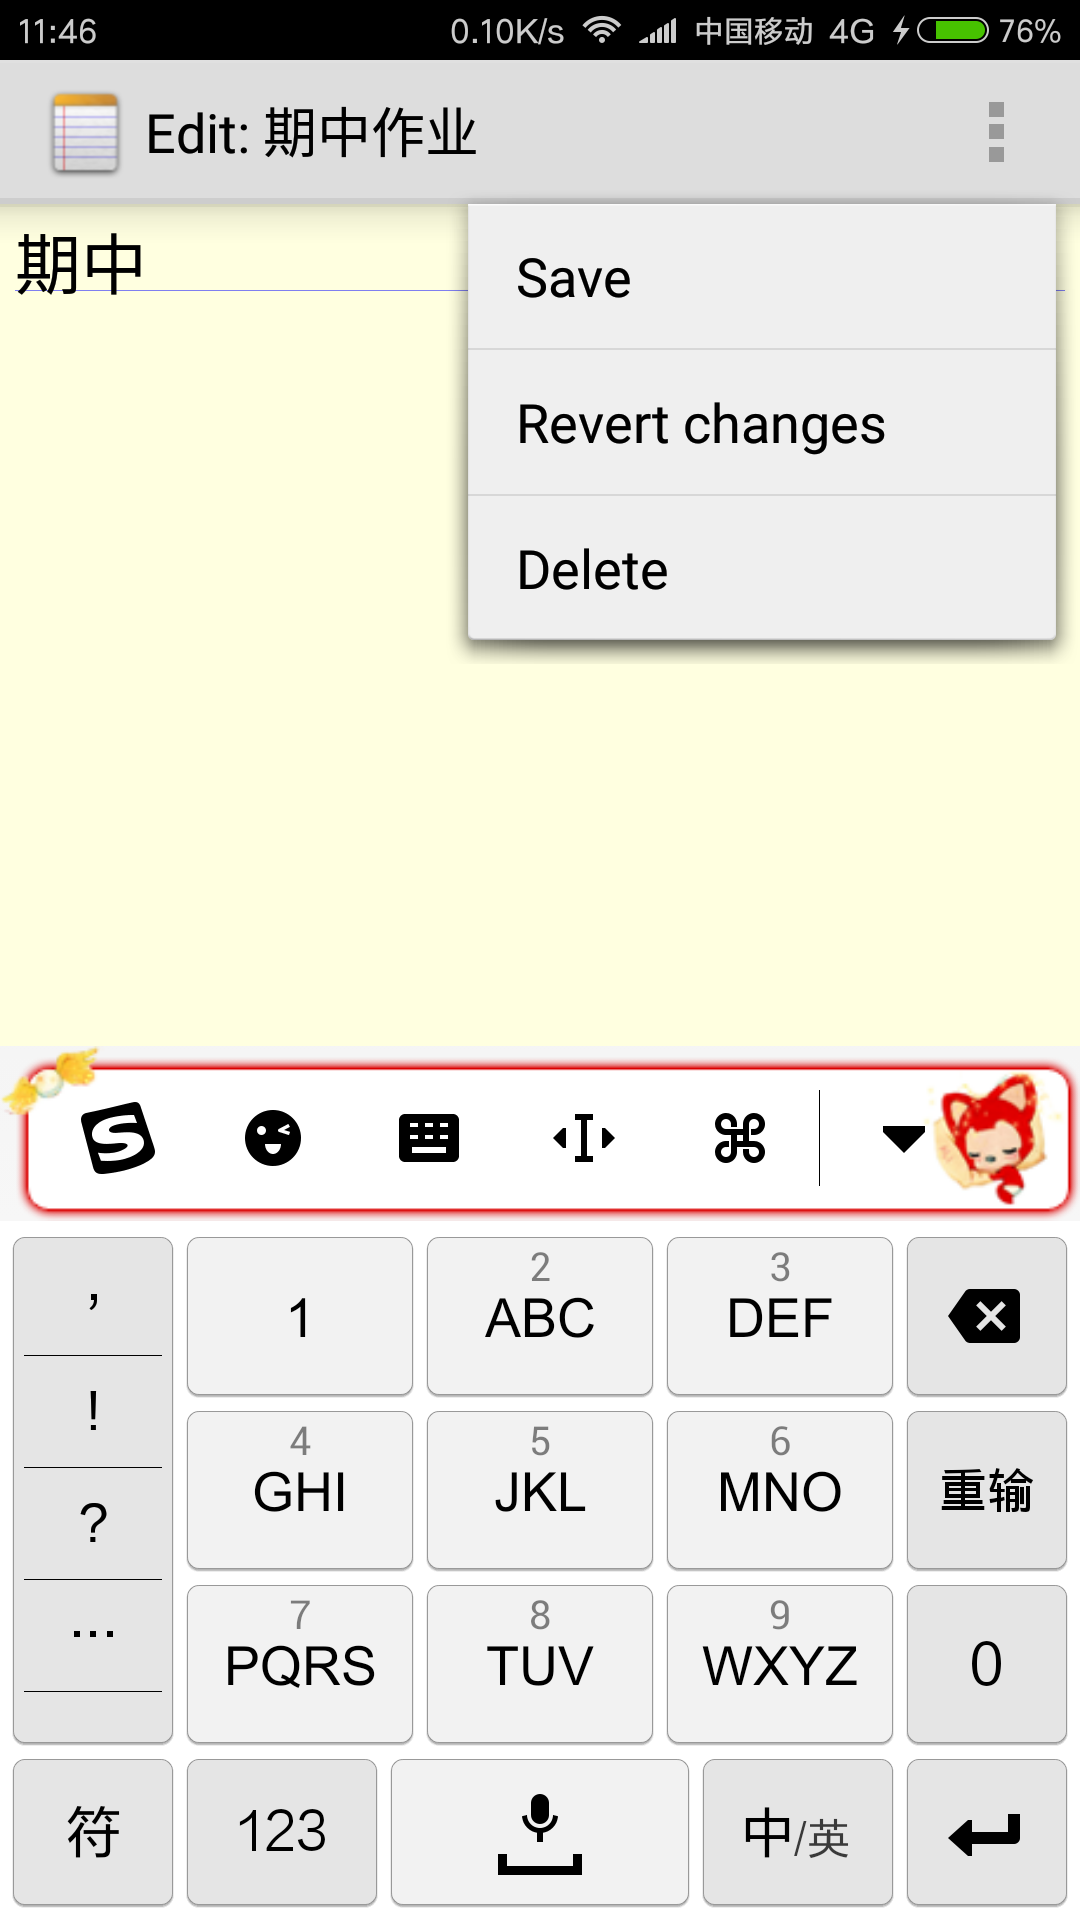 11:46 0.10K/s 中国移动 4G 76%
Edit: 期中作业
期中
Save
Revert changes
Delete
,
!
?
...
1
2
ABC
3
DEF
4
GHI
5
JKL
6
MNO
重输
7
PQRS
8
TUV
9
WXYZ
0
符
123
中/英